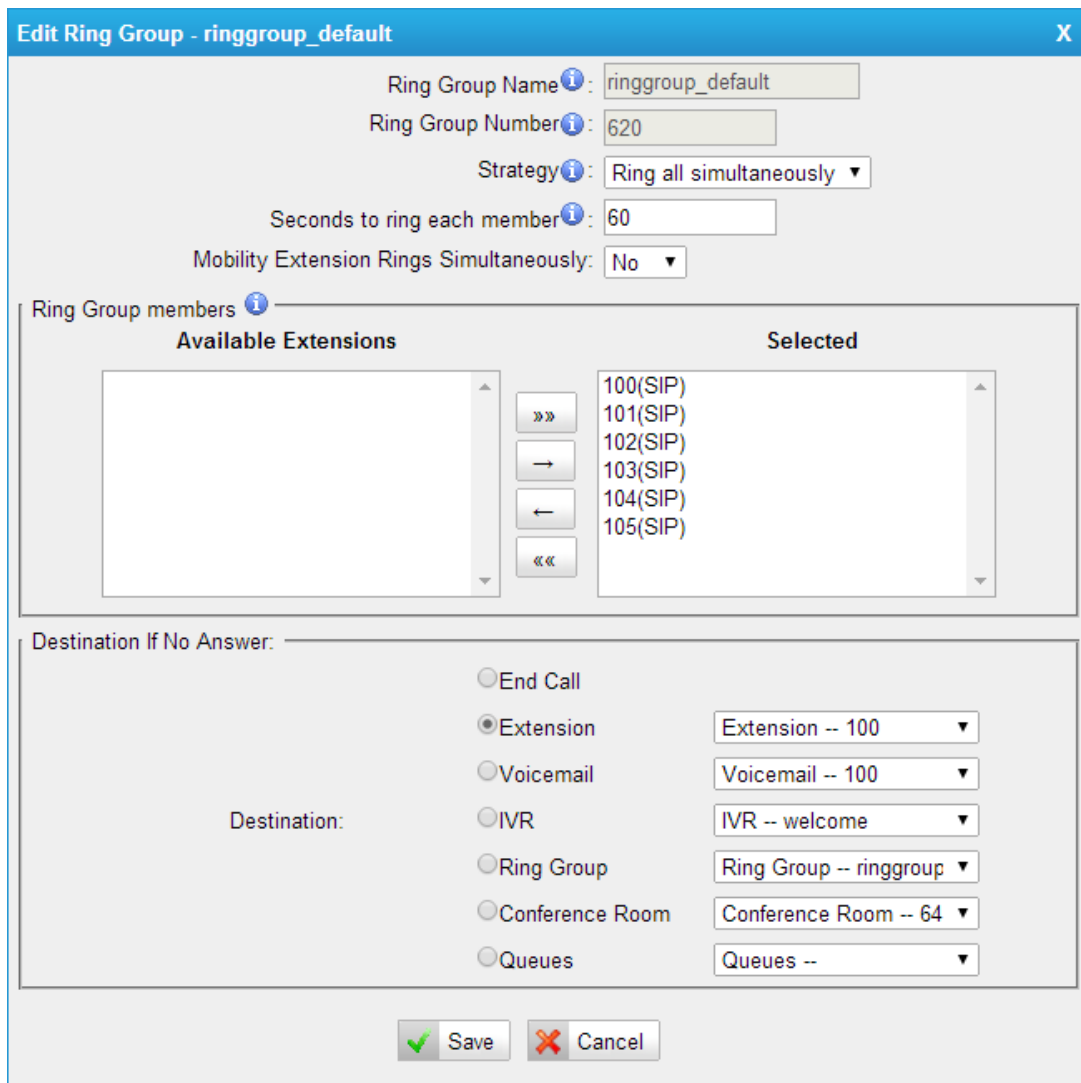 Edit Ring Group - ringgroup_default X
Ring Group Name i : ringgroup_default
Ring Group Number i : 620
Strategy i : Ring all simultaneously ▼
Seconds to ring each member i : 60
Mobility Extension Rings Simultaneously: No ▼
Ring Group members i
Available Extensions Selected
100(SIP)
»» 101(SIP)
102(SIP)
→ 103(SIP)
104(SIP)
← 105(SIP)
««
Destination If No Answer:
End Call
Extension Extension -- 100 ▼
Voicemail Voicemail -- 100 ▼
Destination: IVR IVR -- welcome ▼
Ring Group Ring Group -- ringgroup ▼
Conference Room Conference Room -- 64 ▼
Queues Queues -- ▼
Save Cancel